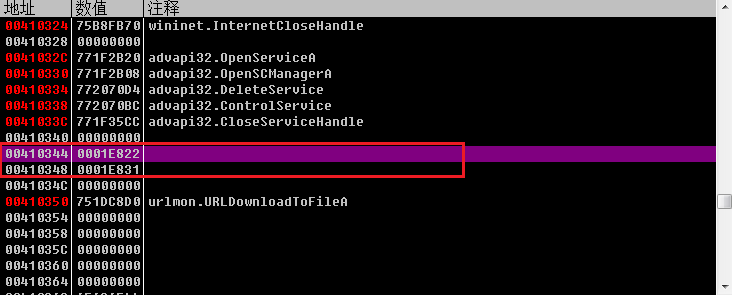 地址 数值 注释
00410324 75B8FB70 wininet.InternetCloseHandle
00410328 00000000
0041032C 771F2B20 advapi32.OpenServiceA
00410330 771F2B08 advapi32.OpenSCManagerA
00410334 772070D4 advapi32.DeleteService
00410338 772070BC advapi32.ControlService
0041033C 771F35CC advapi32.CloseServiceHandle
00410340 00000000
00410344 0001E822
00410348 0001E831
0041034C 00000000
00410350 751DC8D0 urlmon.URLDownloadToFileA
00410354 00000000
00410358 00000000
0041035C 00000000
00410360 00000000
00410364 00000000